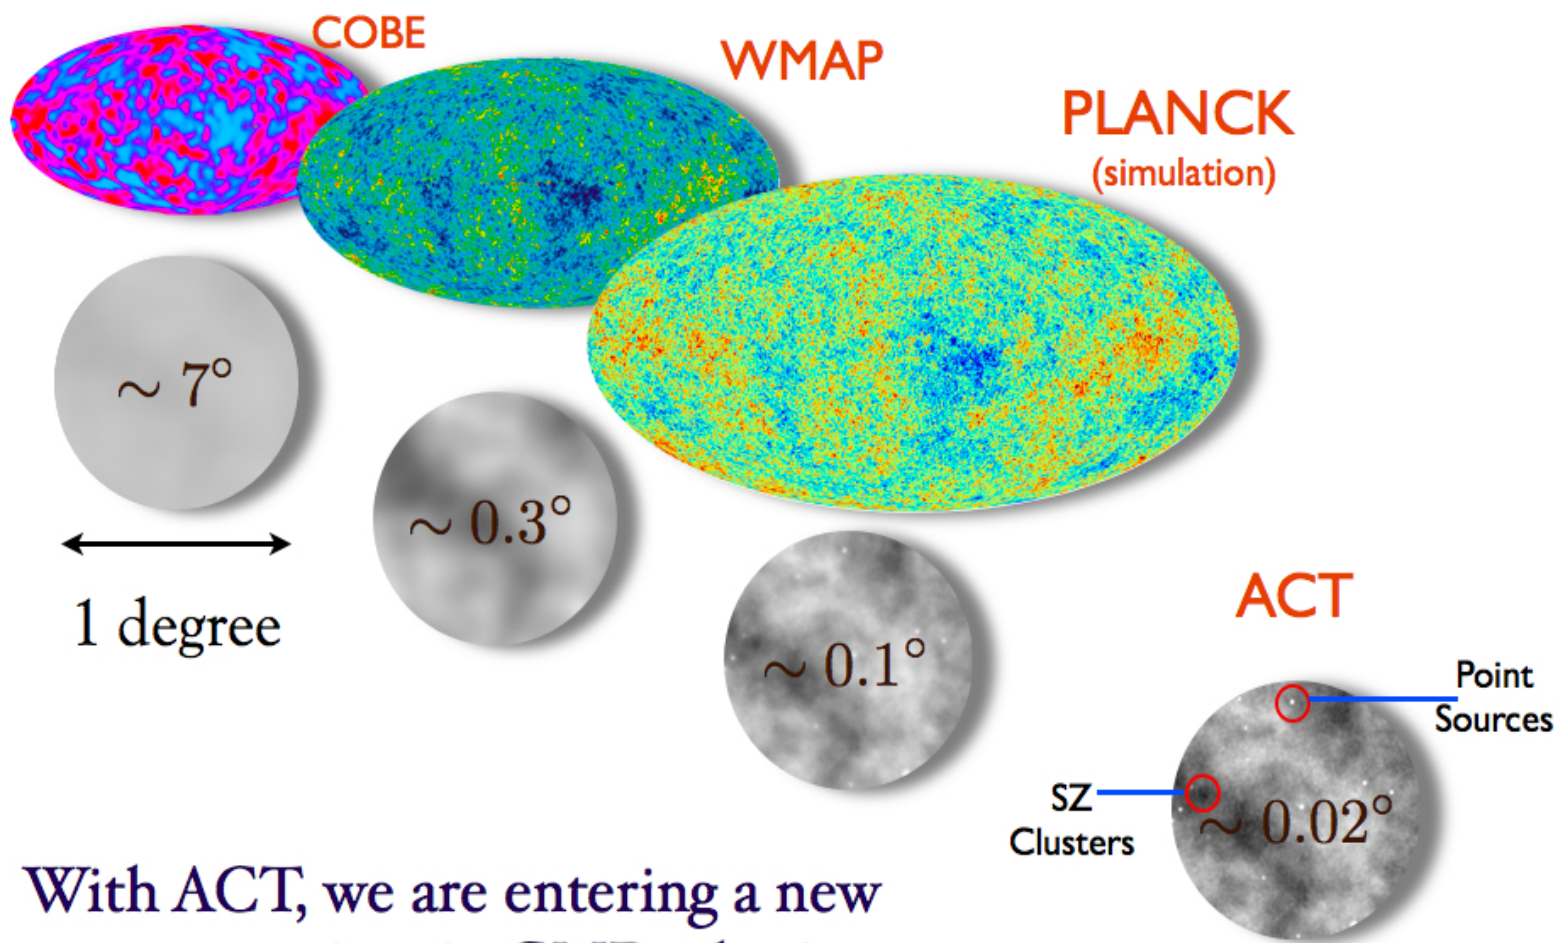 COBE
WMAP
PLANCK
(simulation)
~ 7°
~ 0.3°
1 degree
~ 0.1°
ACT
Point
Sources
SZ
Clusters
~ 0.02°
With ACT, we are entering a new